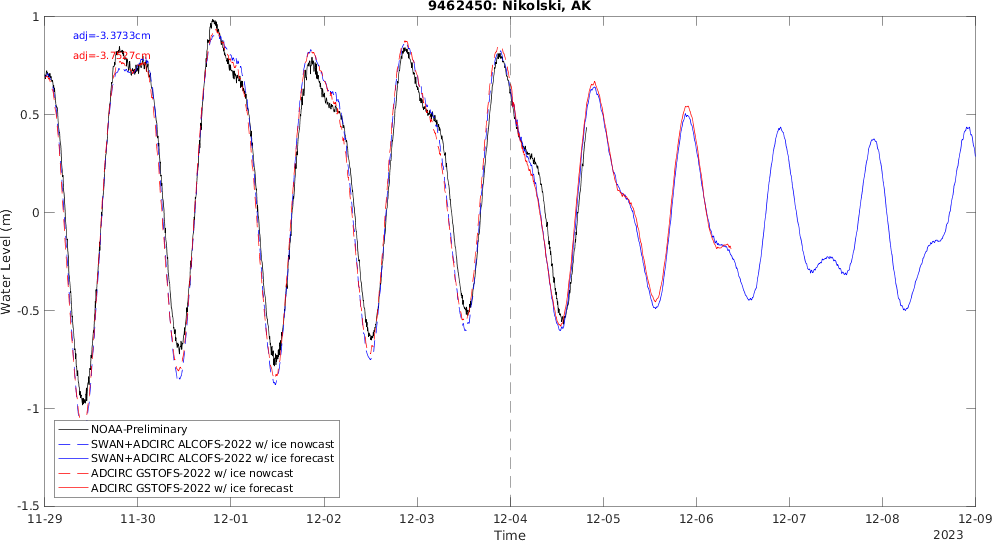 9462450: Nikolski, AK
adj=-3.3733cm
1
0.5
0
-0.5
-1
-1.5
Water Level (m)
NOAA-Preliminary
SWAN+ADCIRC ALCOFS-2022 w/ ice nowcast
SWAN+ADCIRC ALCOFS-2022 w/ ice forecast
ADCIRC GSTOFS-2022 w/ ice nowcast
ADCIRC GSTOFS-2022 w/ ice forecast
11-29 11-30 12-01 12-02 12-03 12-04 12-05 12-06 12-07 12-08 12-09
Time
2023